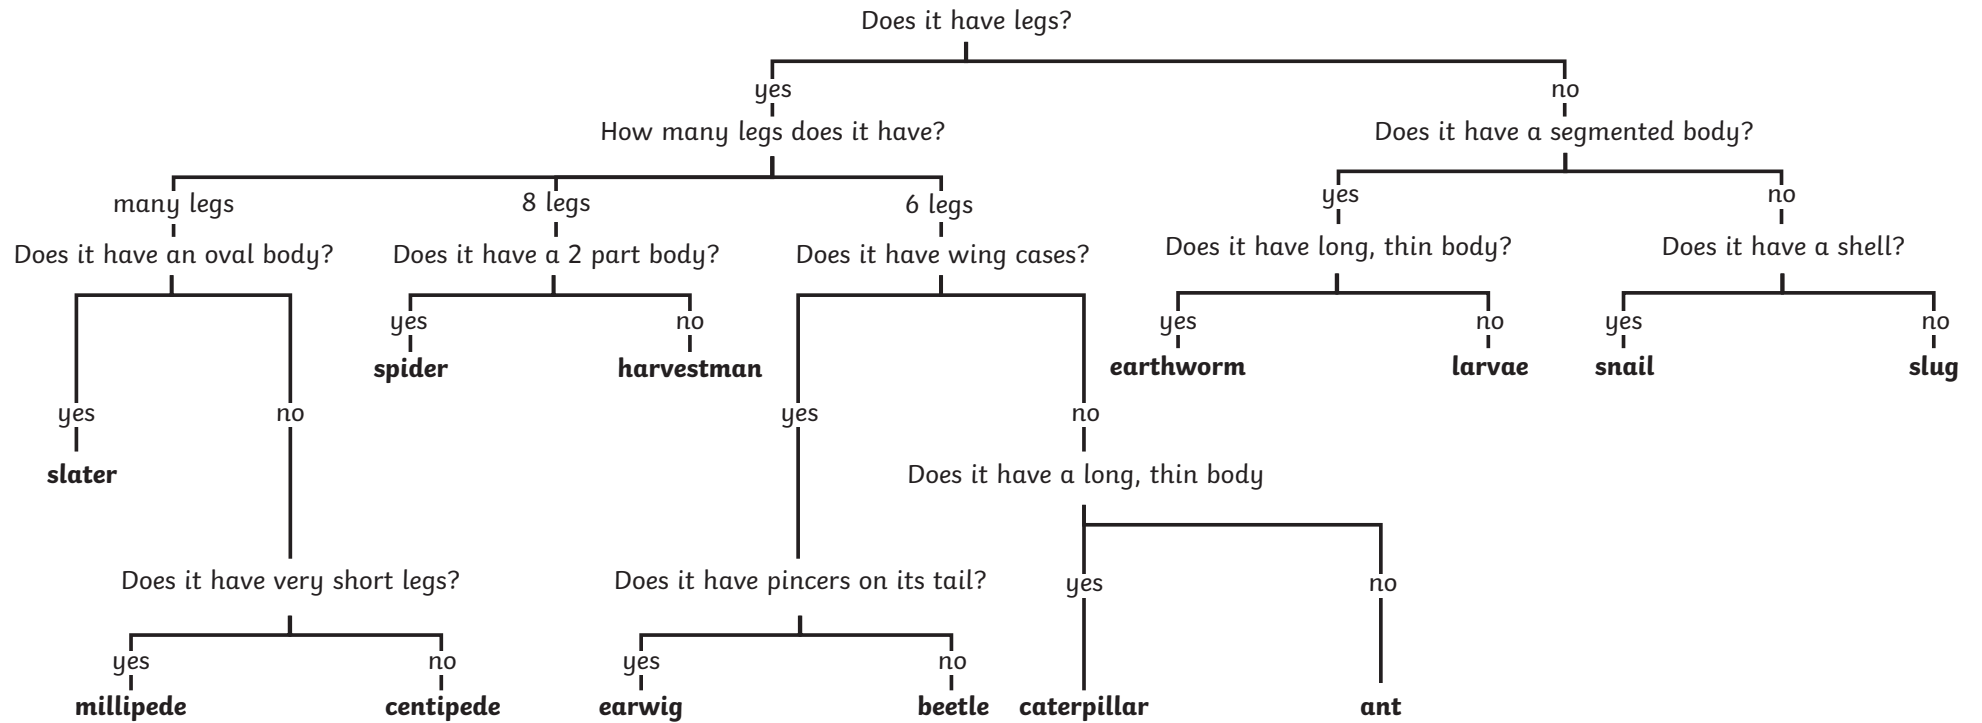 Does it have legs?
yes
no
How many legs does it have?
Does it have a segmented body?
many legs
8 legs
6 legs
yes
no
Does it have an oval body?
Does it have a 2 part body?
Does it have wing cases?
Does it have long, thin body?
Does it have a shell?
yes
no
yes
no
yes
no
spider
harvestman
earthworm
larvae
snail
slug
yes
no
yes
no
slater
Does it have a long, thin body
Does it have very short legs?
Does it have pincers on its tail?
yes
no
yes
no
yes
no
millipede
centipede
earwig
beetle
caterpillar
ant